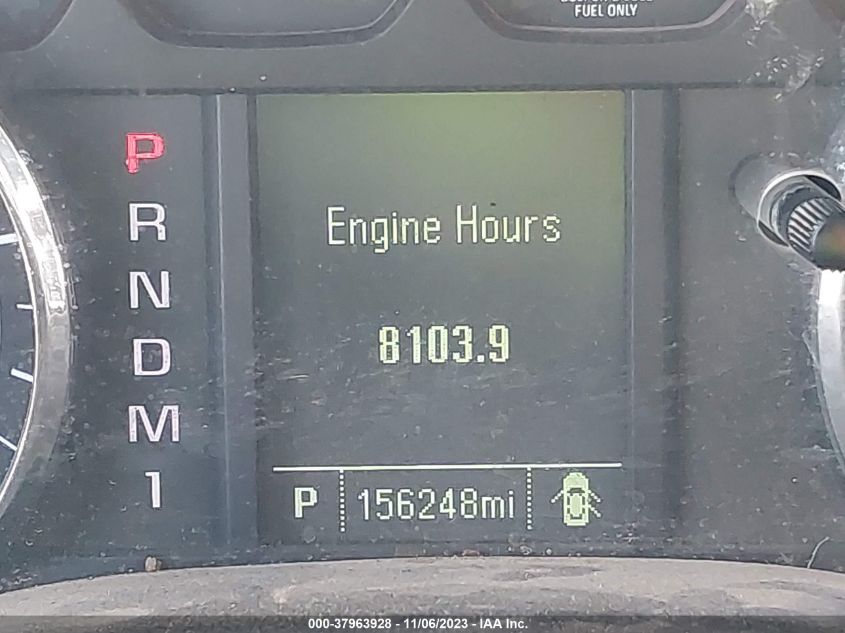 FUEL ONLY
P
R
N
D
M
1
Engine Hours
8103.9
P 156248mi
000-37963928 - 11/06/2023 - IAA Inc.